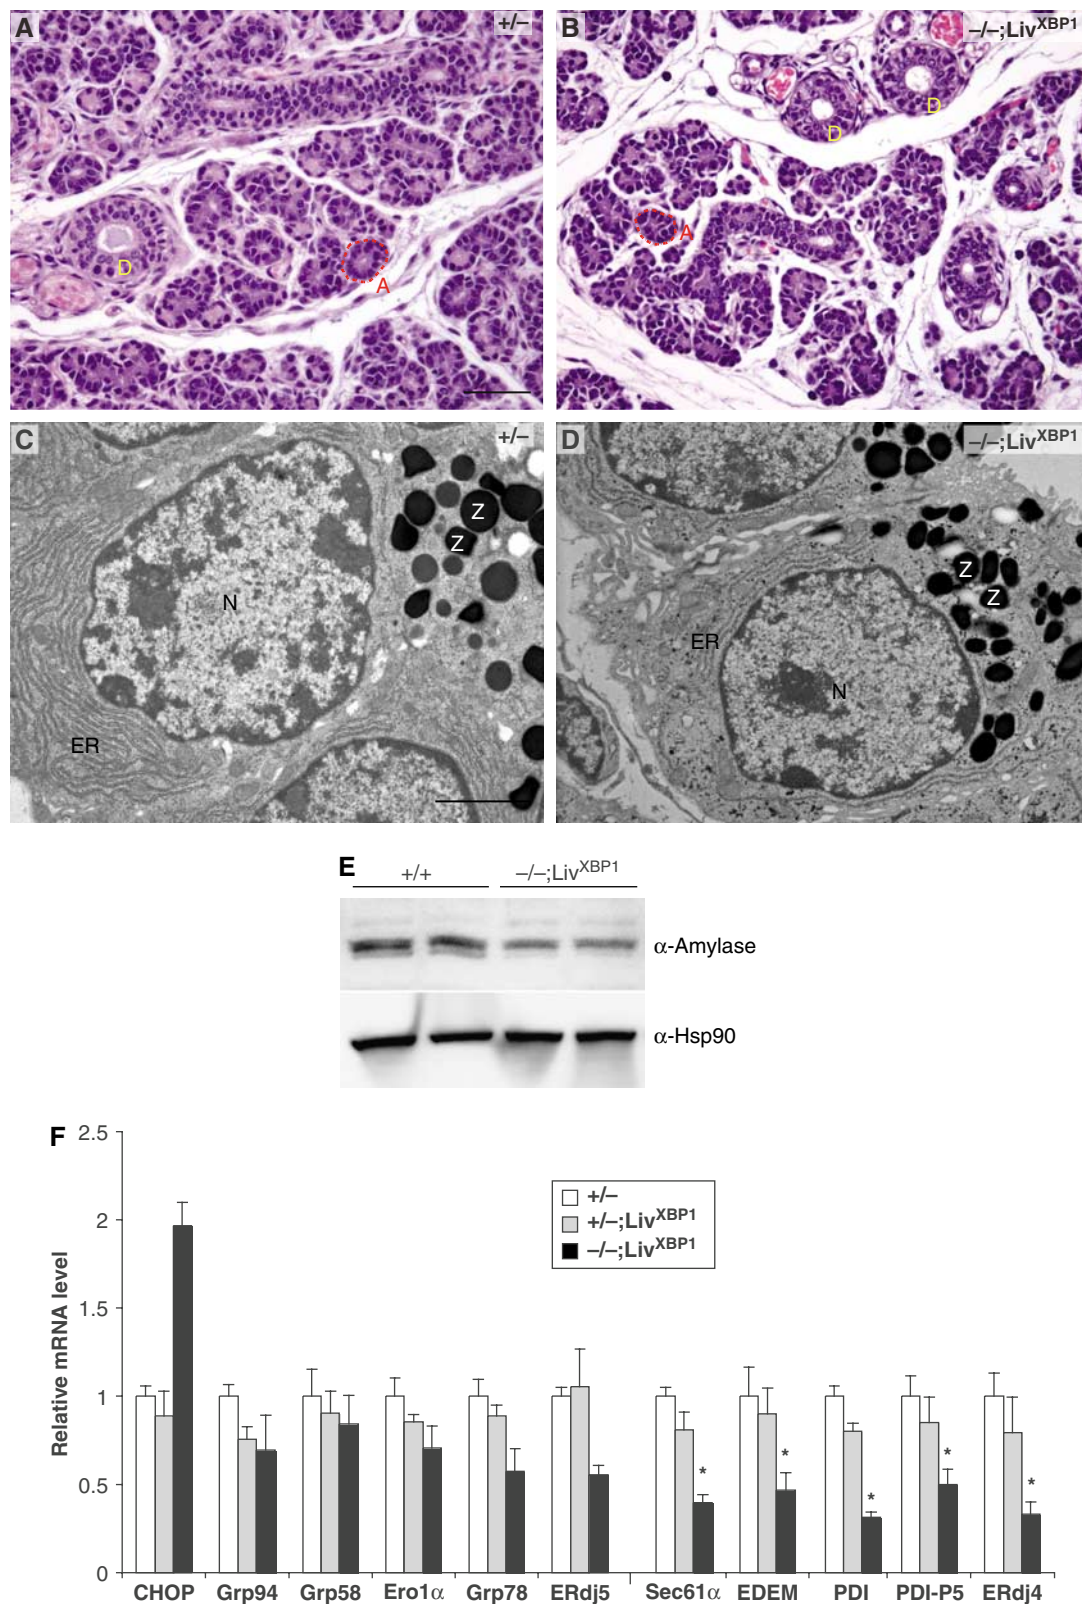 A +/– B –/–;Liv^XBP1
D
D
A
D
A
C +/– D –/–;Liv^XBP1
Z
Z
N
ER
Z
Z
ER
N
E +/+ –/–;Liv^XBP1
α-Amylase
α-Hsp90
F
Relative mRNA level
2.5
2
1.5
1
0.5
0
+/–
+/–;Liv^XBP1
–/–;Liv^XBP1
* * * * *
CHOP Grp94 Grp58 Ero1α Grp78 ERdj5 Sec61α EDEM PDI PDI-P5 ERdj4